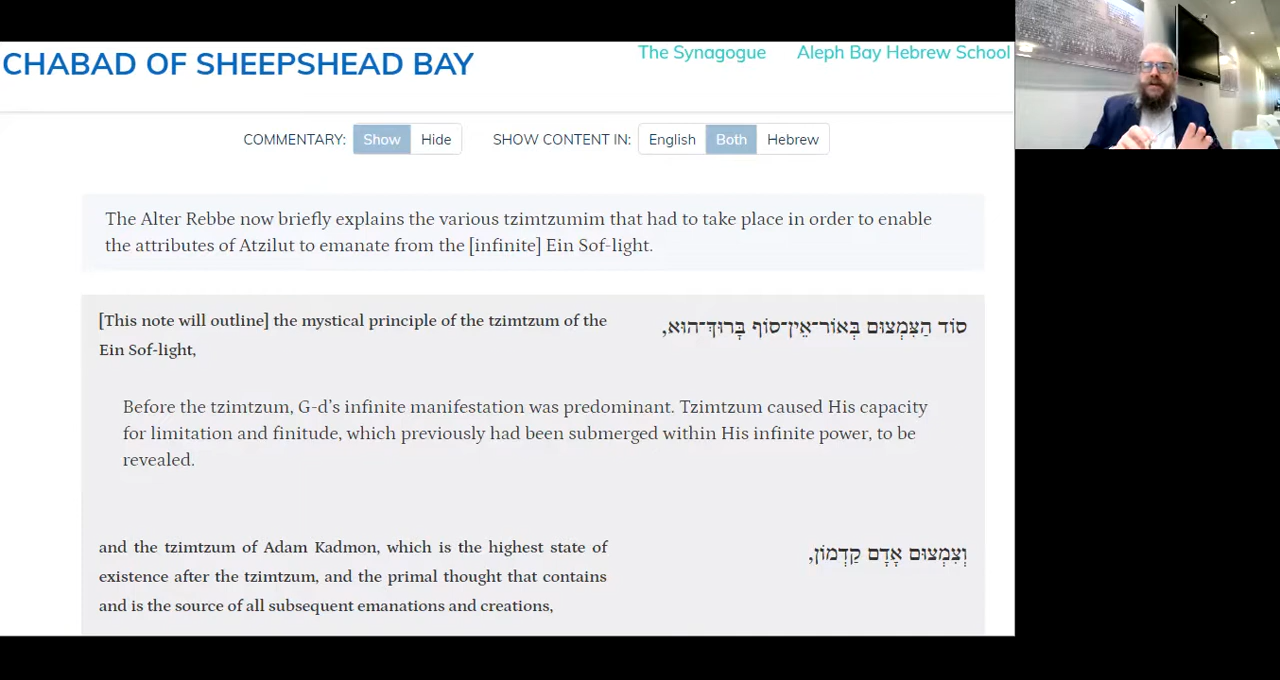 CHABAD OF SHEEPSHEAD BAY
The Synagogue
Aleph Bay Hebrew School
COMMENTARY: Show Hide SHOW CONTENT IN: English Both Hebrew
The Alter Rebbe now briefly explains the various tzimtzumim that had to take place in order to enable
the attributes of Atzilut to emanate from the [infinite] Ein Sof-light.
[This note will outline] the mystical principle of the tzimtzum of the
Ein Sof-light,
סוֹד הַצִּמְצוּם בְּאוֹר־אֵין־סוֹף בָּרוּךְ־הוּא,
Before the tzimtzum, G-d’s infinite manifestation was predominant. Tzimtzum caused His capacity
for limitation and finitude, which previously had been submerged within His infinite power, to be
revealed.
and the tzimtzum of Adam Kadmon, which is the highest state of
existence after the tzimtzum, and the primal thought that contains
and is the source of all subsequent emanations and creations,
וְצִמְצוּם אָדָם קַדְמוֹן,